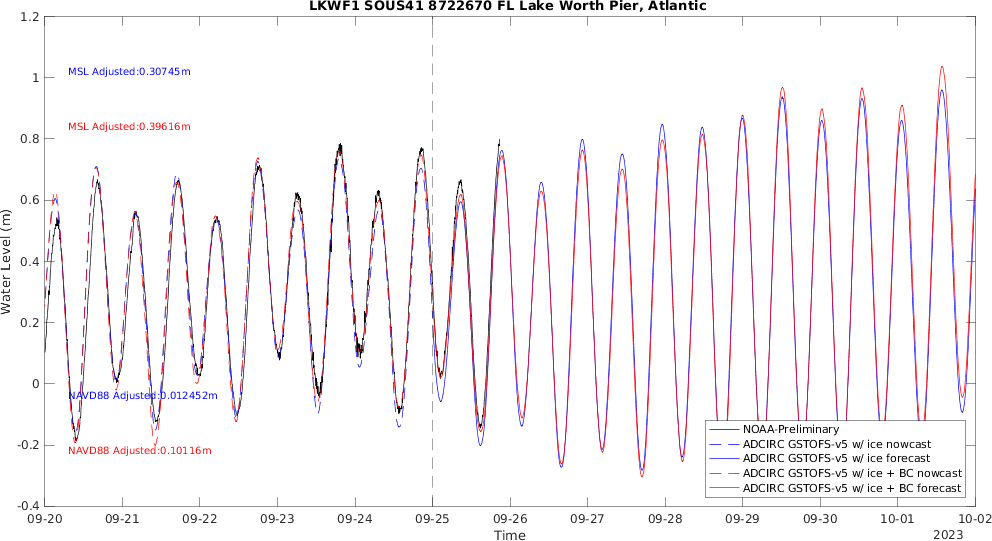 LKWF1 SOUS41 8722670 FL Lake Worth Pier, Atlantic
1.2
1
0.8
0.6
0.4
0.2
0
-0.2
-0.4
Water Level (m)
MSL Adjusted:0.30745m
MSL Adjusted:0.39616m
NAVD88 Adjusted:0.012452m
NAVD88 Adjusted:0.10116m
NOAA-Preliminary
ADCIRC GSTOFS-v5 w/ ice nowcast
ADCIRC GSTOFS-v5 w/ ice forecast
ADCIRC GSTOFS-v5 w/ ice + BC nowcast
ADCIRC GSTOFS-v5 w/ ice + BC forecast
09-20 09-21 09-22 09-23 09-24 09-25 09-26 09-27 09-28 09-29 09-30 10-01 10-02
Time
2023